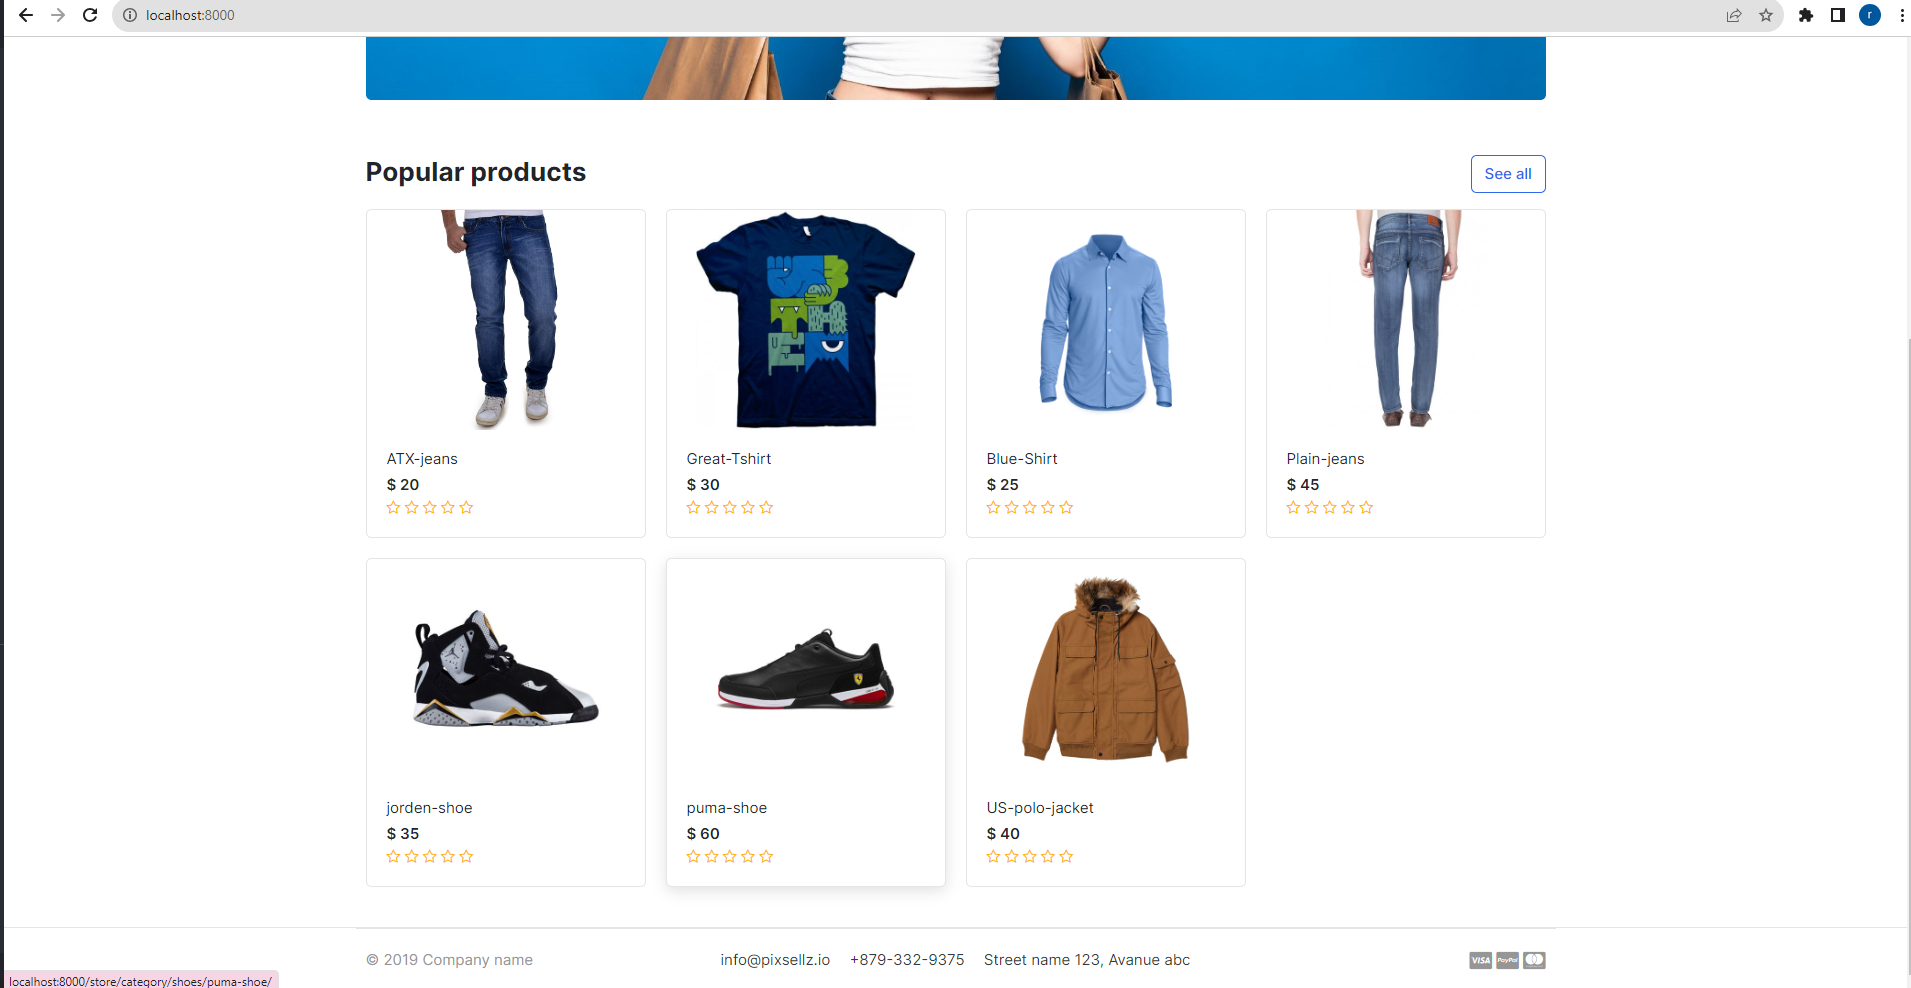 localhost:8000
r
Popular products
See all
ATX-jeans
$ 20
Great-Tshirt
$ 30
Blue-Shirt
$ 25
Plain-jeans
$ 45
jorden-shoe
$ 35
puma-shoe
$ 60
US-polo-jacket
$ 40
© 2019 Company name
info@pixsellz.io +879-332-9375 Street name 123, Avanue abc
VISA PayPal
localhost:8000/store/category/shoes/puma-shoe/